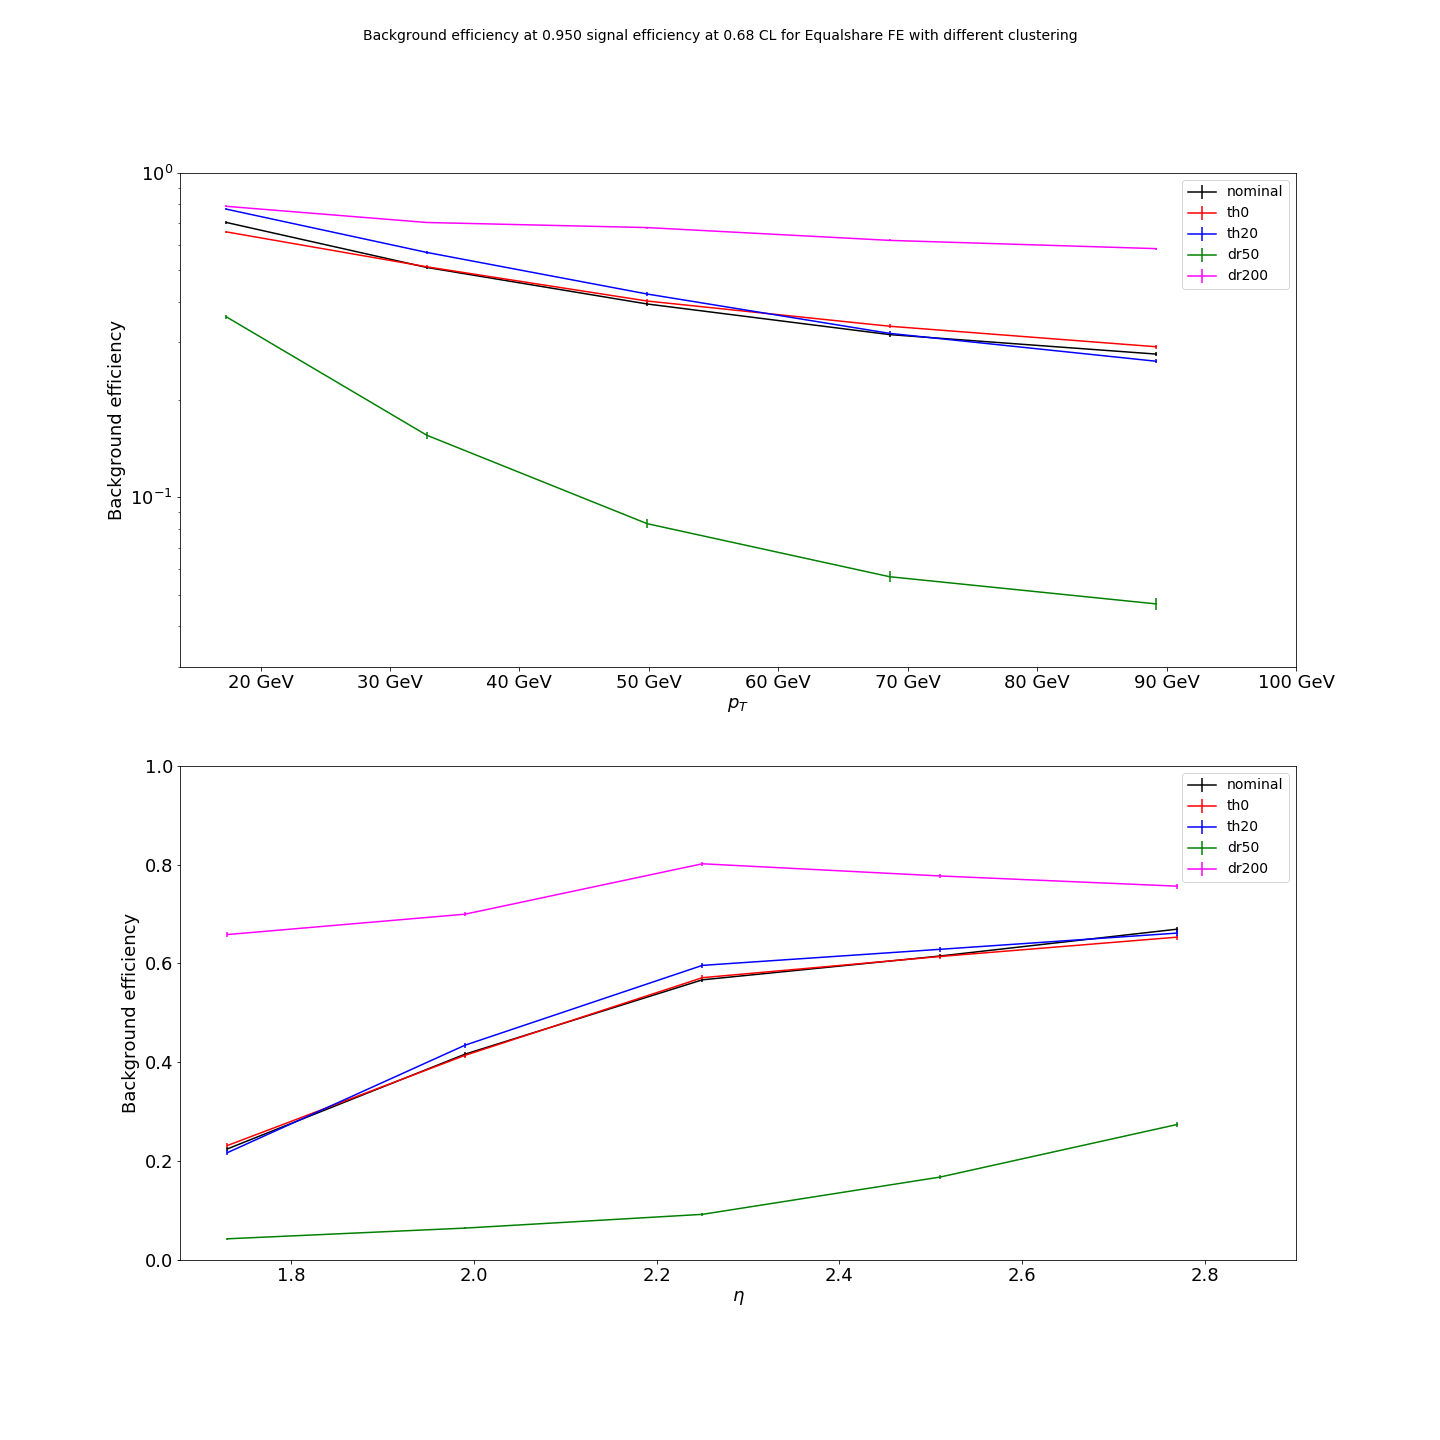 Background efficiency at 0.950 signal efficiency at 0.68 CL for Equalshare FE with different clustering
10⁰
10⁻¹
Background efficiency
nominal
th0
th20
dr50
dr200
20 GeV 30 GeV 40 GeV 50 GeV 60 GeV 70 GeV 80 GeV 90 GeV 100 GeV
p_T
1.0
0.8
0.6
0.4
0.2
0.0
Background efficiency
nominal
th0
th20
dr50
dr200
1.8 2.0 2.2 2.4 2.6 2.8
η